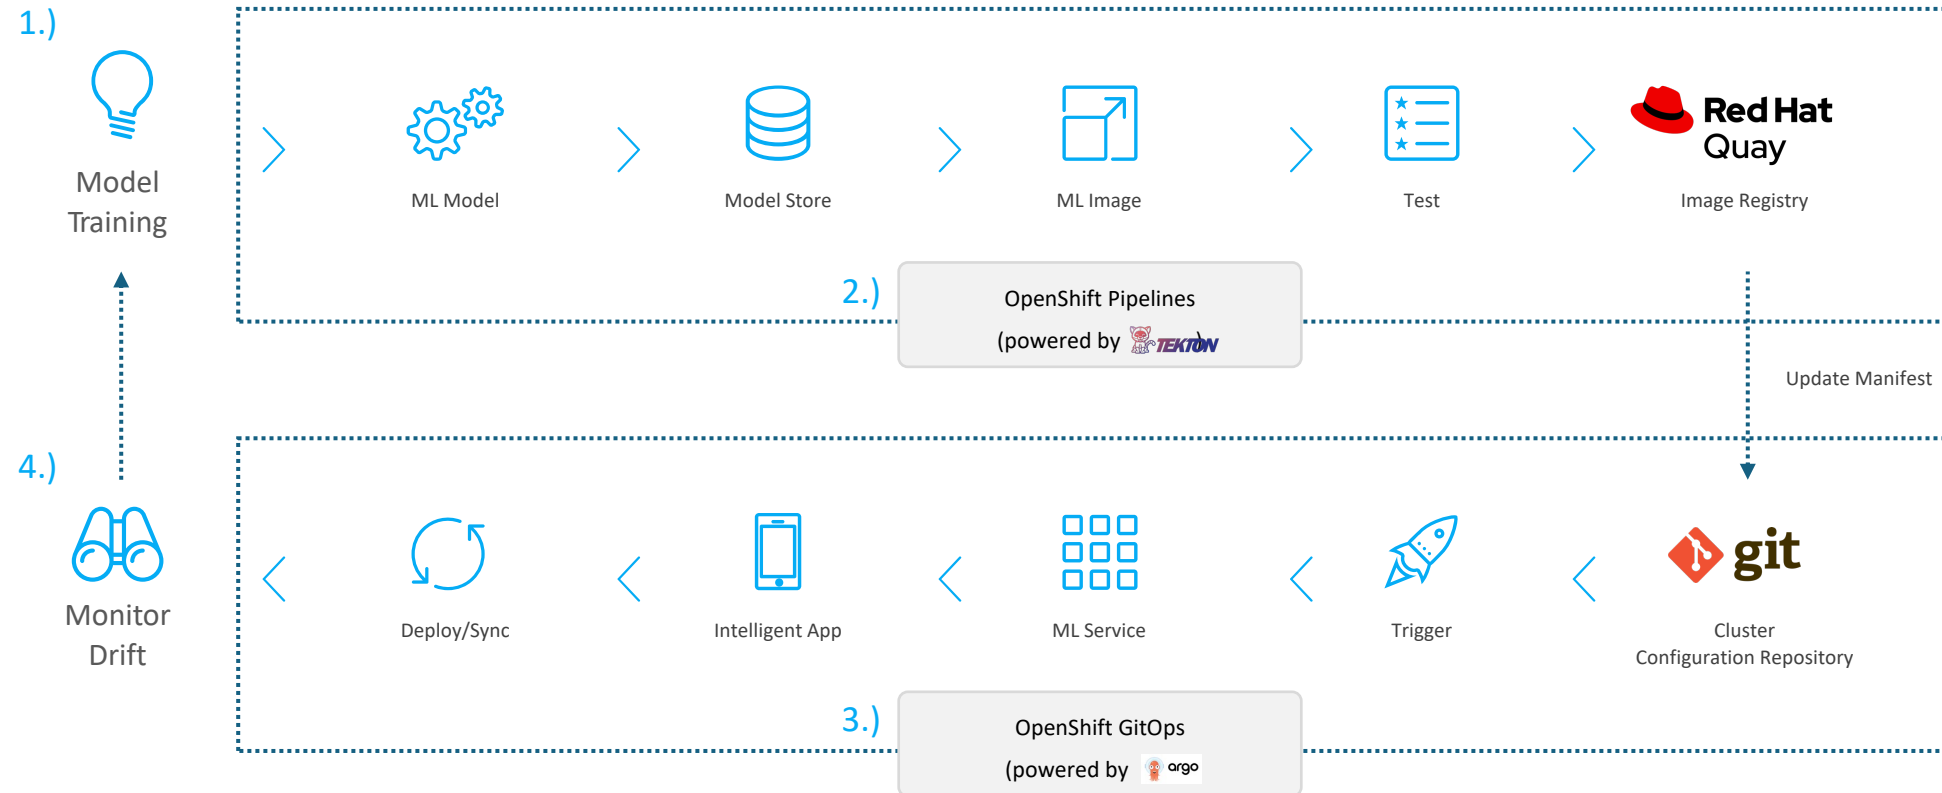 1.)
Model
Training
ML Model
Model Store
ML Image
Test
Red Hat
Quay
Image Registry
2.)
OpenShift Pipelines
(powered by TEKTON)
Update Manifest
4.)
Monitor
Drift
Deploy/Sync
Intelligent App
ML Service
Trigger
git
Cluster
Configuration Repository
3.)
OpenShift GitOps
(powered by argo